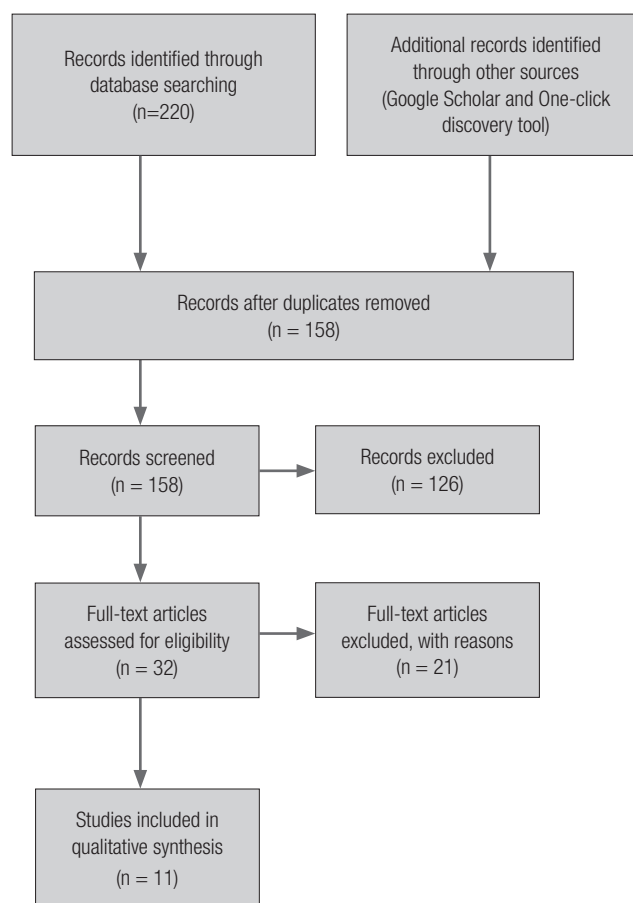 Records identified through
database searching
(n=220)
Additional records identified
through other sources
(Google Scholar and One-click
discovery tool)
Records after duplicates removed
(n = 158)
Records screened
(n = 158)
Records excluded
(n = 126)
Full-text articles
assessed for eligibility
(n = 32)
Full-text articles
excluded, with reasons
(n = 21)
Studies included in
qualitative synthesis
(n = 11)